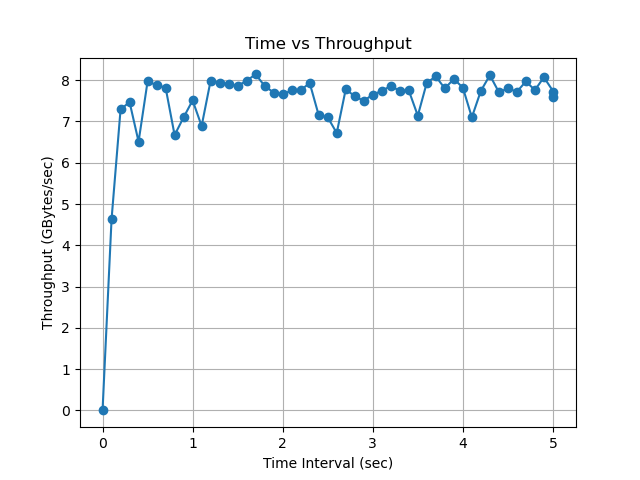 Time vs Throughput
Throughput (GBytes/sec)
8
7
6
5
4
3
2
1
0
0 1 2 3 4 5
Time Interval (sec)